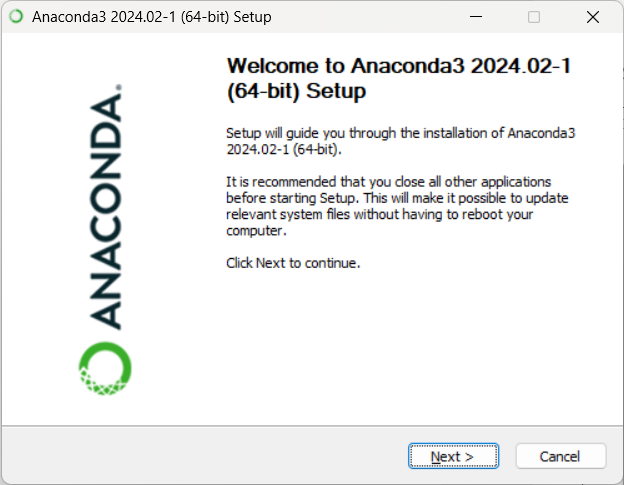 Anaconda3 2024.02-1 (64-bit) Setup
ANACONDA.
Welcome to Anaconda3 2024.02-1
(64-bit) Setup
Setup will guide you through the installation of Anaconda3
2024.02-1 (64-bit).
It is recommended that you close all other applications
before starting Setup. This will make it possible to update
relevant system files without having to reboot your
computer.
Click Next to continue.
Next >
Cancel